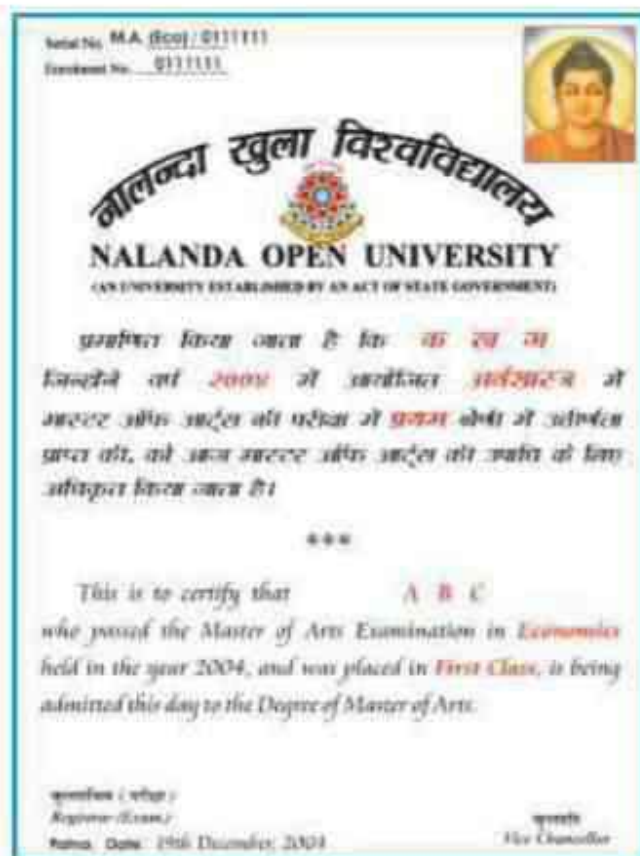 Serial No. M.A. (Eco) / 0111111
Enrolment No. 0111111
नालन्दा खुला विश्वविद्यालय
NALANDA OPEN UNIVERSITY
(AN UNIVERSITY ESTABLISHED BY AN ACT OF STATE GOVERNMENT)
प्रमाणित किया जाता है कि क ख ग
जिन्होंने वर्ष २००४ में आयोजित अर्थशास्त्र में
मास्टर ऑफ आर्ट्स की परीक्षा में प्रथम श्रेणी में उत्तीर्णता
प्राप्त की, को आज मास्टर ऑफ आर्ट्स की उपाधि के लिए
अधिकृत किया जाता है।
***
This is to certify that A B C
who passed the Master of Arts Examination in Economics
held in the year 2004, and was placed in First Class, is being
admitted this day to the Degree of Master of Arts.
कुलसचिव ( परीक्षा )
Registrar (Exam.)
कुलपति
Patna, Date: 19th December, 2004
Vice Chancellor